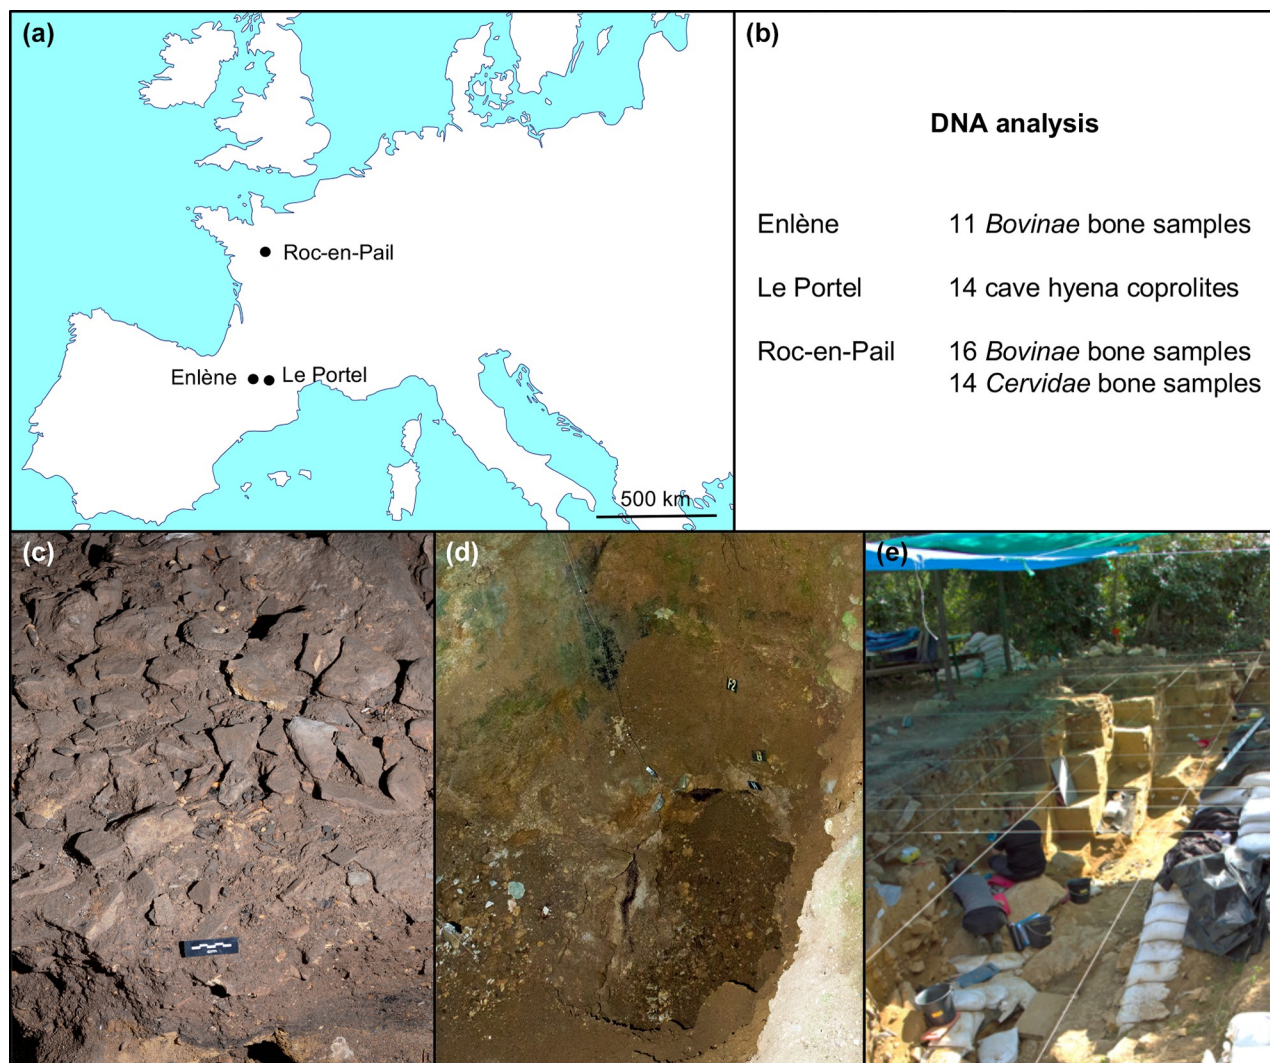 (a)
Roc-en-Pail
Enlène
Le Portel
500 km
(b)
DNA analysis
Enlène 11 Bovinae bone samples
Le Portel 14 cave hyena coprolites
Roc-en-Pail 16 Bovinae bone samples
14 Cervidae bone samples
(c)
(d)
(e)